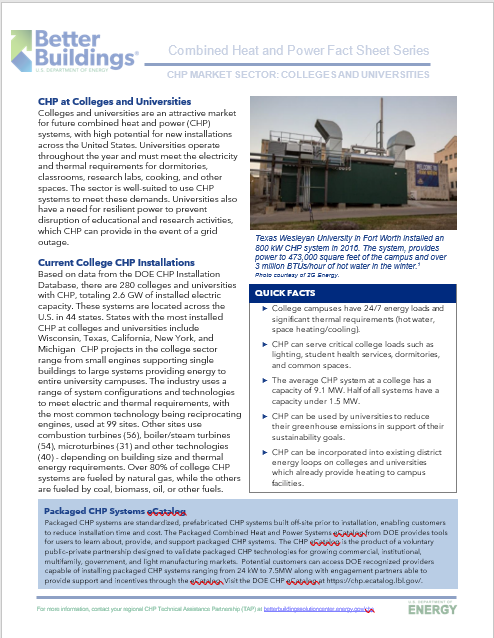 Better
Buildings®
U.S. DEPARTMENT OF ENERGY
Combined Heat and Power Fact Sheet Series
CHP MARKET SECTOR: COLLEGES AND UNIVERSITIES
CHP at Colleges and Universities
Colleges and universities are an attractive market
for future combined heat and power (CHP)
systems, with high potential for new installations
across the United States. Universities operate
throughout the year and must meet the electricity
and thermal requirements for dormitories,
classrooms, research labs, cooking, and other
spaces. The sector is well-suited to use CHP
systems to meet these demands. Universities also
have a need for resilient power to prevent
disruption of educational and research activities,
which CHP can provide in the event of a grid
outage.
Current College CHP Installations
Based on data from the DOE CHP Installation
Database, there are 280 colleges and universities
with CHP, totaling 2.6 GW of installed electric
capacity. These systems are located across the
U.S. in 44 states. States with the most installed
CHP at colleges and universities include
Wisconsin, Texas, California, New York, and
Michigan  CHP projects in the college sector
range from small engines supporting single
buildings to large systems providing energy to
entire university campuses. The industry uses a
range of system configurations and technologies
to meet electric and thermal requirements, with
the most common technology being reciprocating
engines, used at 99 sites. Other sites use
combustion turbines (56), boiler/steam turbines
(54), microturbines (31) and other technologies
(40) - depending on building size and thermal
energy requirements. Over 80% of college CHP
systems are fueled by natural gas, while the others
are fueled by coal, biomass, oil, or other fuels.
Texas Wesleyan University in Fort Worth installed an
800 kW CHP system in 2016. The system, provides
power to 473,000 square feet of the campus and over
3 million BTUs/hour of hot water in the winter.¹
Photo courtesy of 2G Energy.
QUICK FACTS
► College campuses have 24/7 energy loads and
significant thermal requirements (hot water,
space heating/cooling).
► CHP can serve critical college loads such as
lighting, student health services, dormitories,
and common spaces.
► The average CHP system at a college has a
capacity of 9.1 MW. Half of all systems have a
capacity under 1.5 MW.
► CHP can be used by universities to reduce
their greenhouse emissions in support of their
sustainability goals.
► CHP can be incorporated into existing district
energy loops on colleges and universities
which already provide heating to campus
facilities.
Packaged CHP Systems eCatalog
Packaged CHP systems are standardized, prefabricated CHP systems built off-site prior to installation, enabling customers
to reduce installation time and cost. The Packaged Combined Heat and Power Systems eCatalog from DOE provides tools
for users to learn about, provide, and support packaged CHP systems. The CHP eCatalog is the product of a voluntary
public-private partnership designed to validate packaged CHP technologies for growing commercial, institutional,
multifamily, government, and light manufacturing markets. Potential customers can access DOE recognized providers
capable of installing packaged CHP systems ranging from 24 kW to 7.5MW with engagement partners able to
provide support and incentives through the eCatalog. Visit the DOE CHP eCatalog at https://chp.ecatalog.lbl.gov/.
For more information, contact your regional CHP Technical Assistance Partnership (TAP) at betterbuildingssolutioncenter.energy.gov/chp
U.S. DEPARTMENT OF
ENERGY